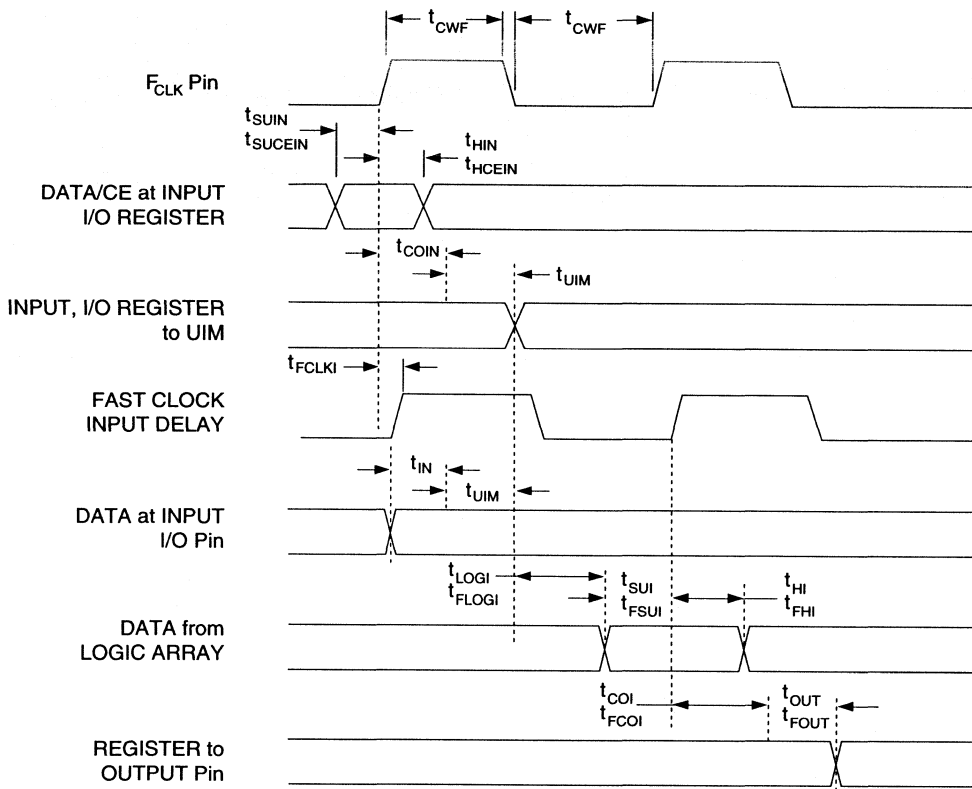 tCWF
tCWF
FCLK Pin
tSUIN
tSUCEIN
tHIN
tHCEIN
DATA/CE at INPUT
I/O REGISTER
tCOIN
tUIM
INPUT, I/O REGISTER
to UIM
tFCLKI
FAST CLOCK
INPUT DELAY
tIN
tUIM
DATA at INPUT
I/O Pin
tLOGI
tFLOGI
tSUI
tFSUI
tHI
tFHI
DATA from
LOGIC ARRAY
tCOI
tFCOI
tOUT
tFOUT
REGISTER to
OUTPUT Pin